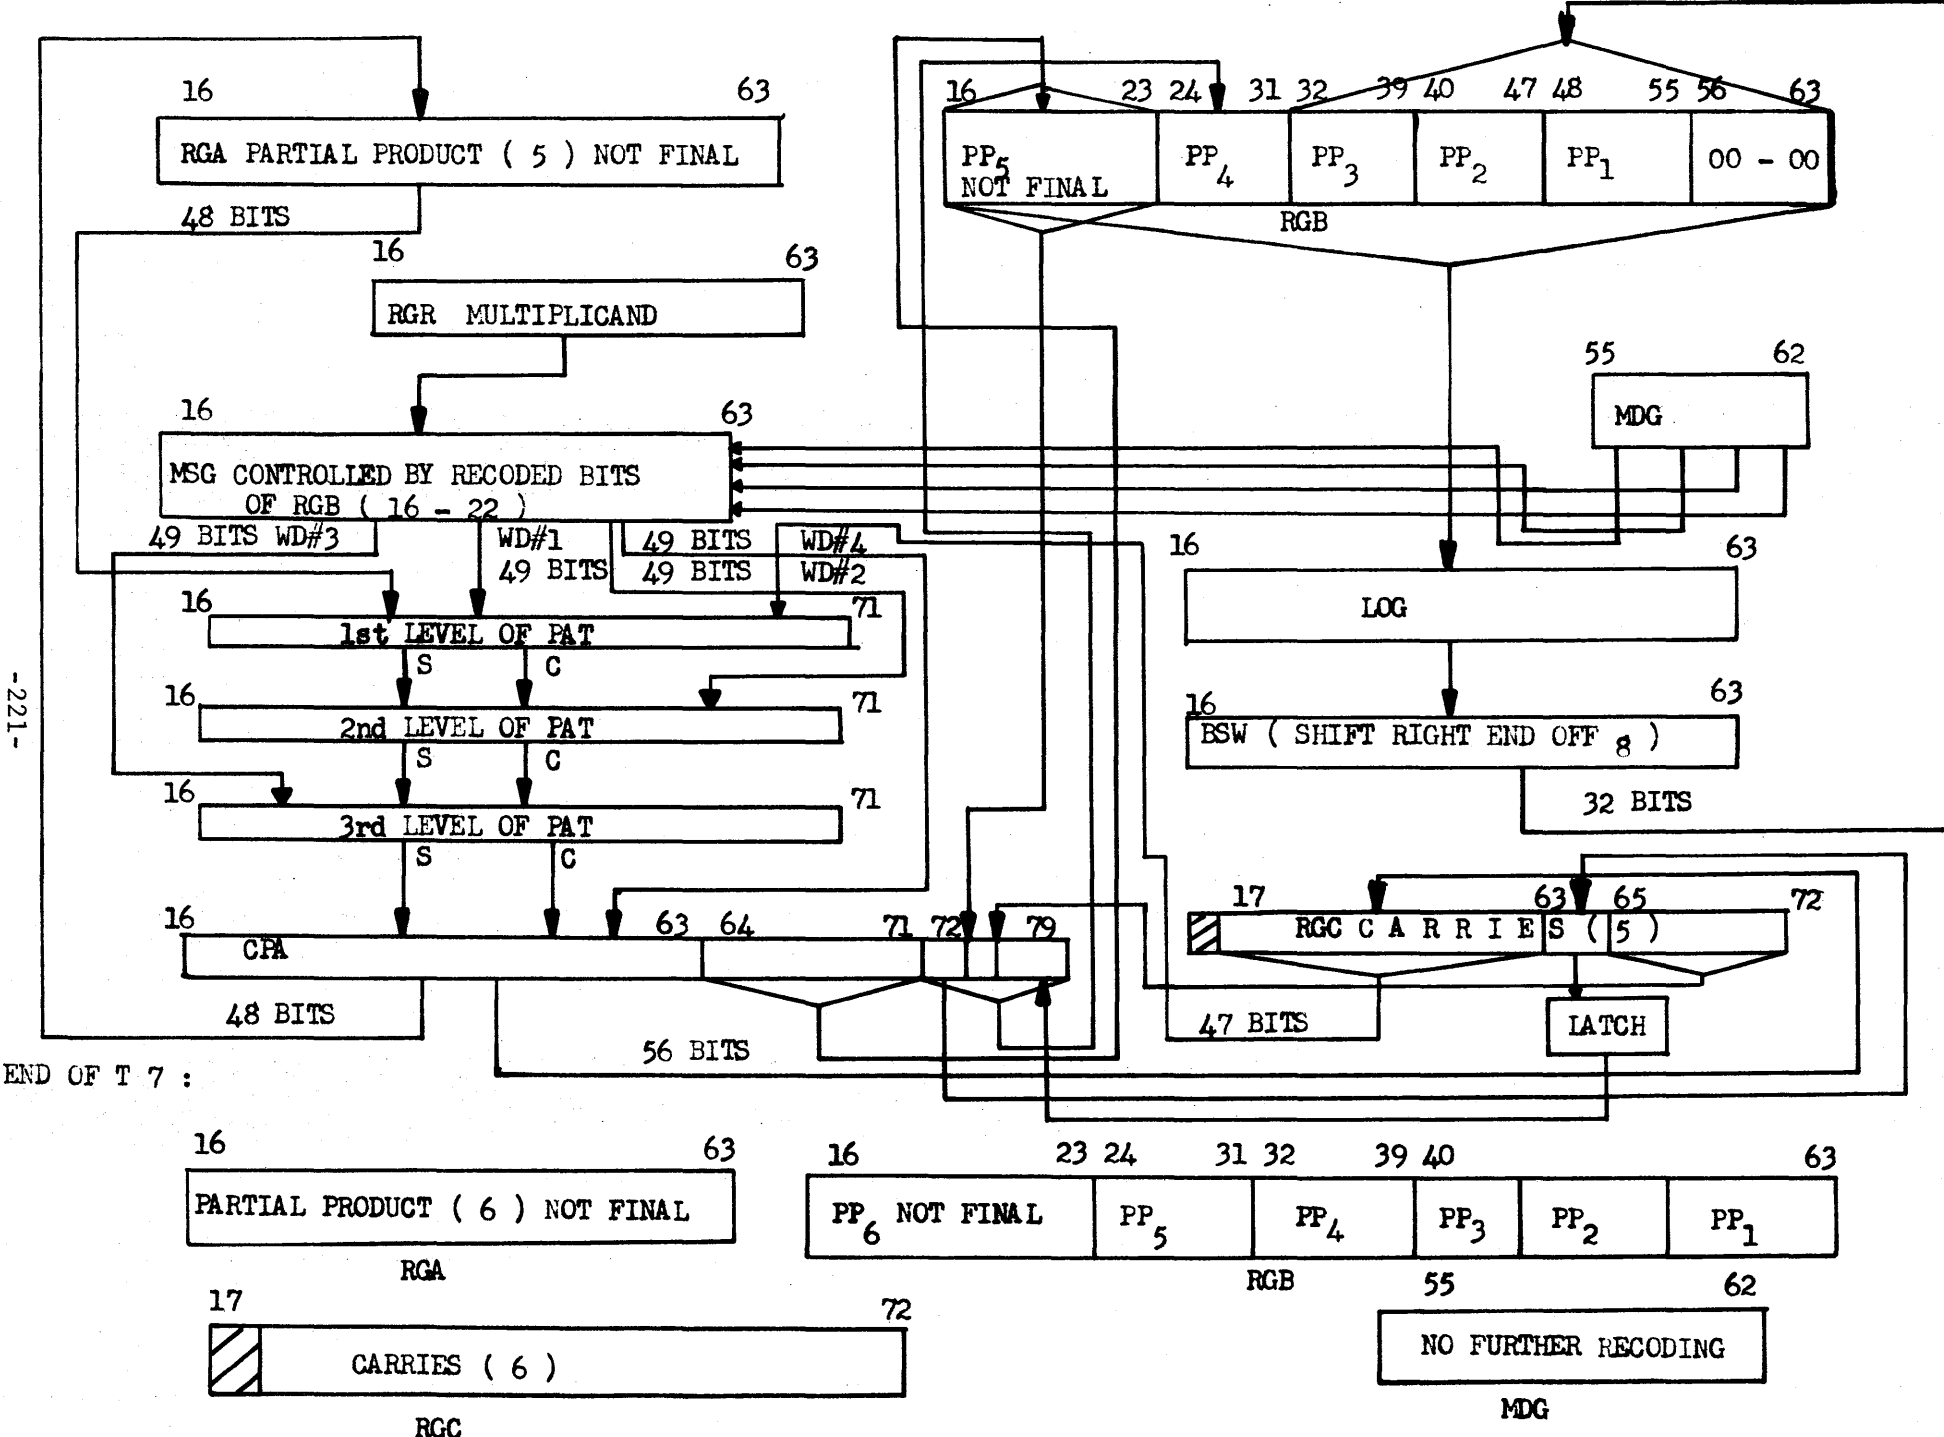 16 63
RGA PARTIAL PRODUCT ( 5 ) NOT FINAL
48 BITS
16 63
RGR MULTIPLICAND
16 63
MSG CONTROLLED BY RECODED BITS
OF RGB ( 16 - 22 )
49 BITS WD#3
WD#1
49 BITS
49 BITS WD#4
49 BITS WD#2
16 71
1st LEVEL OF PAT
S C
16 71
2nd LEVEL OF PAT
S C
16 71
3rd LEVEL OF PAT
S C
16 63 64 71 72 79
CPA
48 BITS
56 BITS
16 23 24 31 32 39 40 47 48 55 56 63
PP5
NOT FINAL
PP4
PP3
PP2
PP1
00 - 00
RGB
55 62
MDG
16 63
LOG
16 63
BSW ( SHIFT RIGHT END OFF 8 )
32 BITS
17 63 65 72
RGC C A R R I E S ( 5 )
47 BITS
LATCH
-221-
END OF T 7 :
16 63
PARTIAL PRODUCT ( 6 ) NOT FINAL
RGA
16 23 24 31 32 39 40 63
PP6 NOT FINAL
PP5
PP4
PP3
PP2
PP1
RGB
17 72
CARRIES ( 6 )
RGC
55 62
NO FURTHER RECODING
MDG